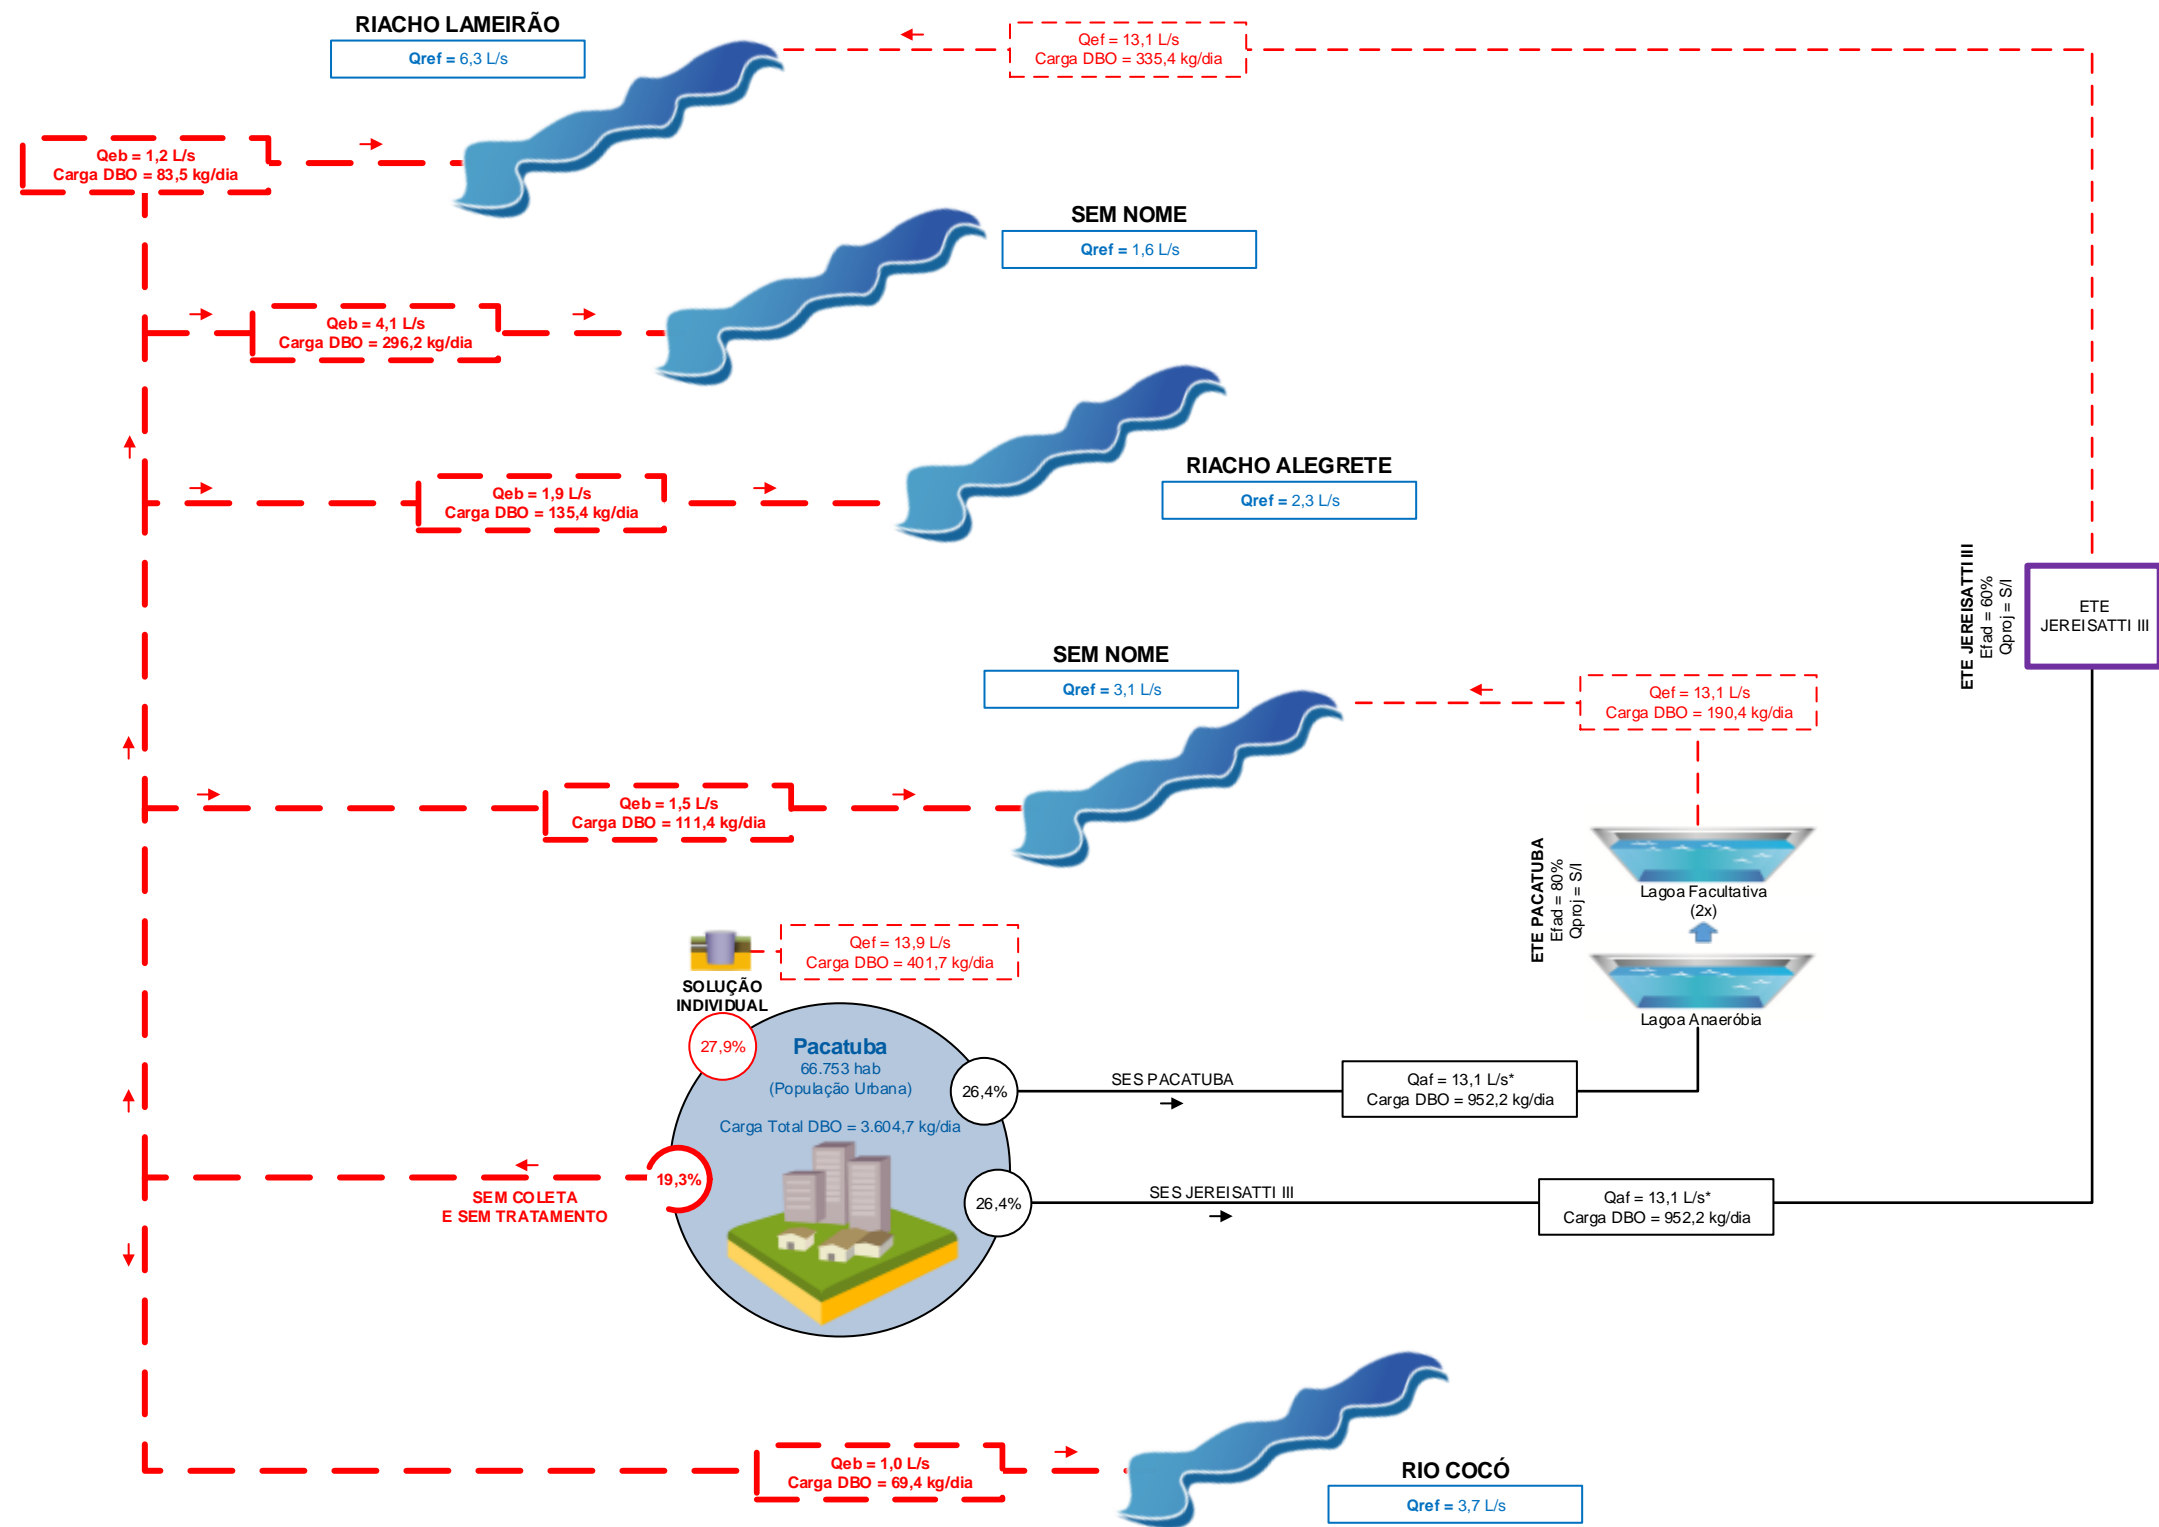 RIACHO LAMEIRÃO
Qref = 6,3 L/s
Qef = 13,1 L/s
Carga DBO = 335,4 kg/dia
Qeb = 1,2 L/s
Carga DBO = 83,5 kg/dia
SEM NOME
Qref = 1,6 L/s
Qeb = 4,1 L/s
Carga DBO = 296,2 kg/dia
RIACHO ALEGRETE
Qref = 2,3 L/s
Qeb = 1,9 L/s
Carga DBO = 135,4 kg/dia
ETE JEREISATTI III
Efad = 60%
Qproj = S/I
ETE
JEREISATTI III
SEM NOME
Qref = 3,1 L/s
Qef = 13,1 L/s
Carga DBO = 190,4 kg/dia
Qeb = 1,5 L/s
Carga DBO = 111,4 kg/dia
ETE PACATUBA
Efad = 80%
Qproj = S/I
Lagoa Facultativa
(2x)
Lagoa Anaeróbia
Qef = 13,9 L/s
Carga DBO = 401,7 kg/dia
SOLUÇÃO
INDIVIDUAL
27,9%
Pacatuba
66.753 hab
(População Urbana)
Carga Total DBO = 3.604,7 kg/dia
26,4%
SES PACATUBA
Qaf = 13,1 L/s*
Carga DBO = 952,2 kg/dia
19,3%
SEM COLETA
E SEM TRATAMENTO
26,4%
SES JEREISATTI III
Qaf = 13,1 L/s*
Carga DBO = 952,2 kg/dia
Qeb = 1,0 L/s
Carga DBO = 69,4 kg/dia
RIO COCÓ
Qref = 3,7 L/s